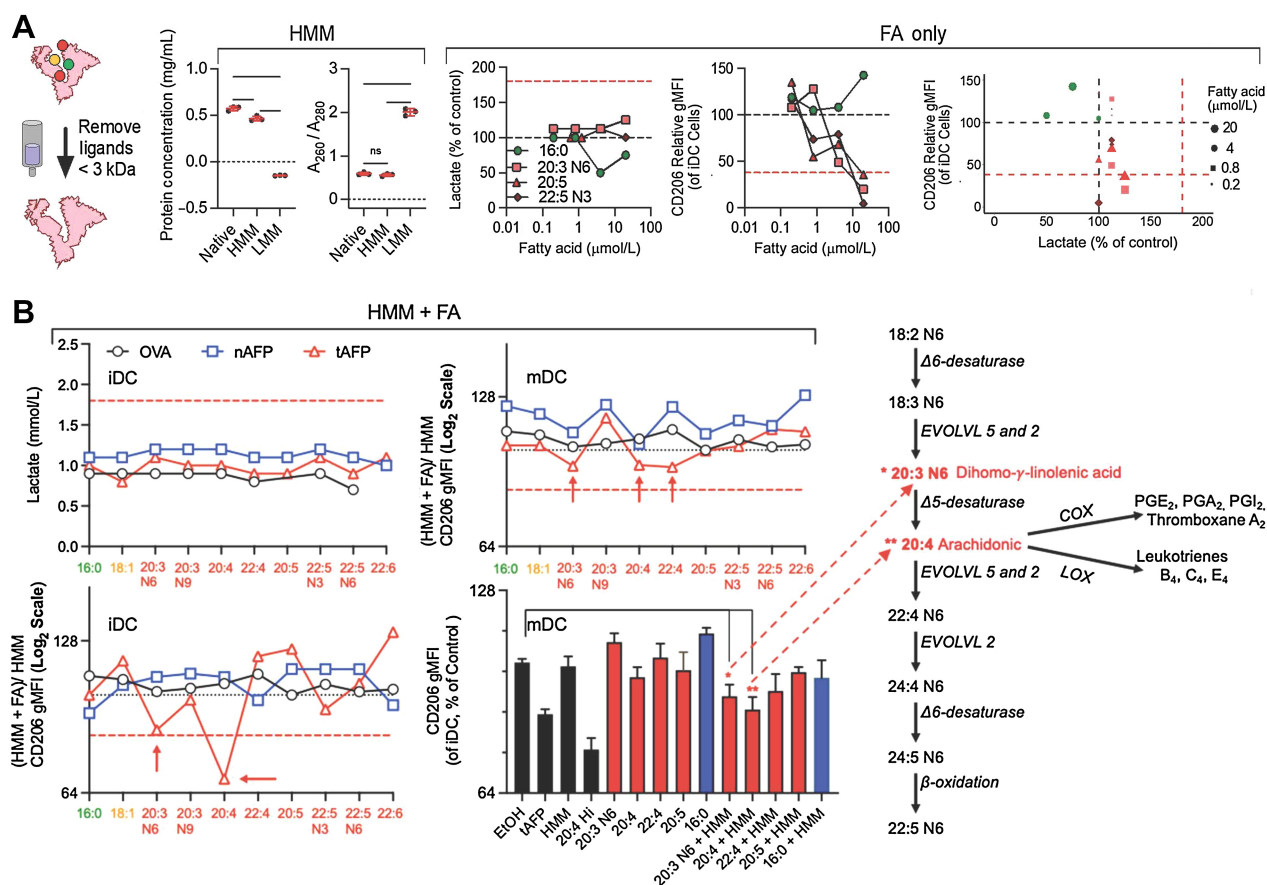 A
HMM
FA only
Remove
ligands
< 3 kDa
Protein concentration (mg/mL)
1.0
0.5
0.0
−0.5
Native
HMM
LMM
A260 / A280
3
2
1
0
ns
Native
HMM
LMM
Lactate (% of control)
200
150
100
50
0
16:0
20:3 N6
20:5
22:5 N3
0.01
0.1
1
10
100
Fatty acid (µmol/L)
CD206 Relative gMFI
(of iDC Cells)
150
100
50
0
0.01
0.1
1
10
100
Fatty acid (µmol/L)
CD206 Relative gMFI
(of iDC Cells)
150
100
50
0
0
50
100
150
200
Lactate (% of control)
Fatty acid
(µmol/L)
20
4
0.8
0.2
B
HMM + FA
OVA
nAFP
tAFP
iDC
Lactate (mmol/L)
2.5
2.0
1.5
1.0
0.5
0.0
16:0
18:1
20:3 N6
20:3 N9
20:4
22:4
20:5
22:5 N3
22:5 N6
22:6
mDC
(HMM + FA)/ HMM
CD206 gMFI (Log2 Scale)
128
64
16:0
18:1
20:3 N6
20:3 N9
20:4
22:4
20:5
22:5 N3
22:5 N6
22:6
iDC
(HMM + FA)/ HMM
CD206 gMFI (Log2 Scale)
128
64
16:0
18:1
20:3 N6
20:3 N9
20:4
22:4
20:5
22:5 N3
22:5 N6
22:6
mDC
CD206 gMFI
(of iDC, % of Control )
128
64
*
**
EtOH
tAFP
HMM
20:4 Hi
20:3 N6
20:4
22:4
20:5
16:0
20:3 N6 + HMM
20:4 + HMM
22:4 + HMM
20:5 + HMM
16:0 + HMM
18:2 N6
Δ6-desaturase
18:3 N6
EVOLVL 5 and 2
* 20:3 N6 Dihomo-γ-linolenic acid
Δ5-desaturase
** 20:4 Arachidonic
COX
PGE2, PGA2, PGI2,
Thromboxane A2
LOX
Leukotrienes
B4, C4, E4
EVOLVL 5 and 2
22:4 N6
EVOLVL 2
24:4 N6
Δ6-desaturase
24:5 N6
β-oxidation
22:5 N6